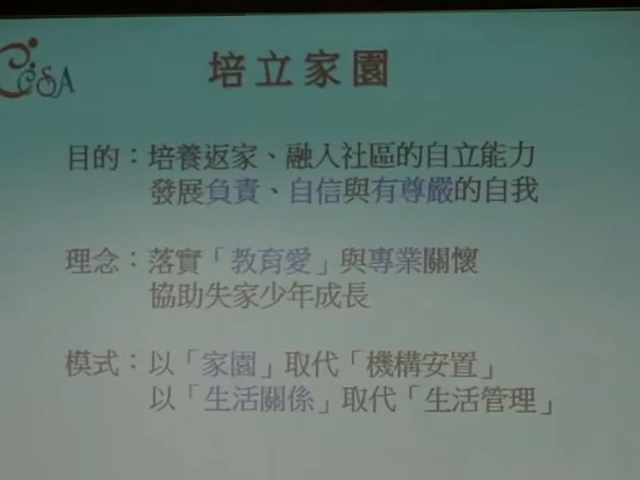 CCSA
培立家園
目的：培養返家、融入社區的自立能力
發展負責、自信與有尊嚴的自我
理念：落實「教育愛」與專業關懷
協助失家少年成長
模式：以「家園」取代「機構安置」
以「生活關係」取代「生活管理」